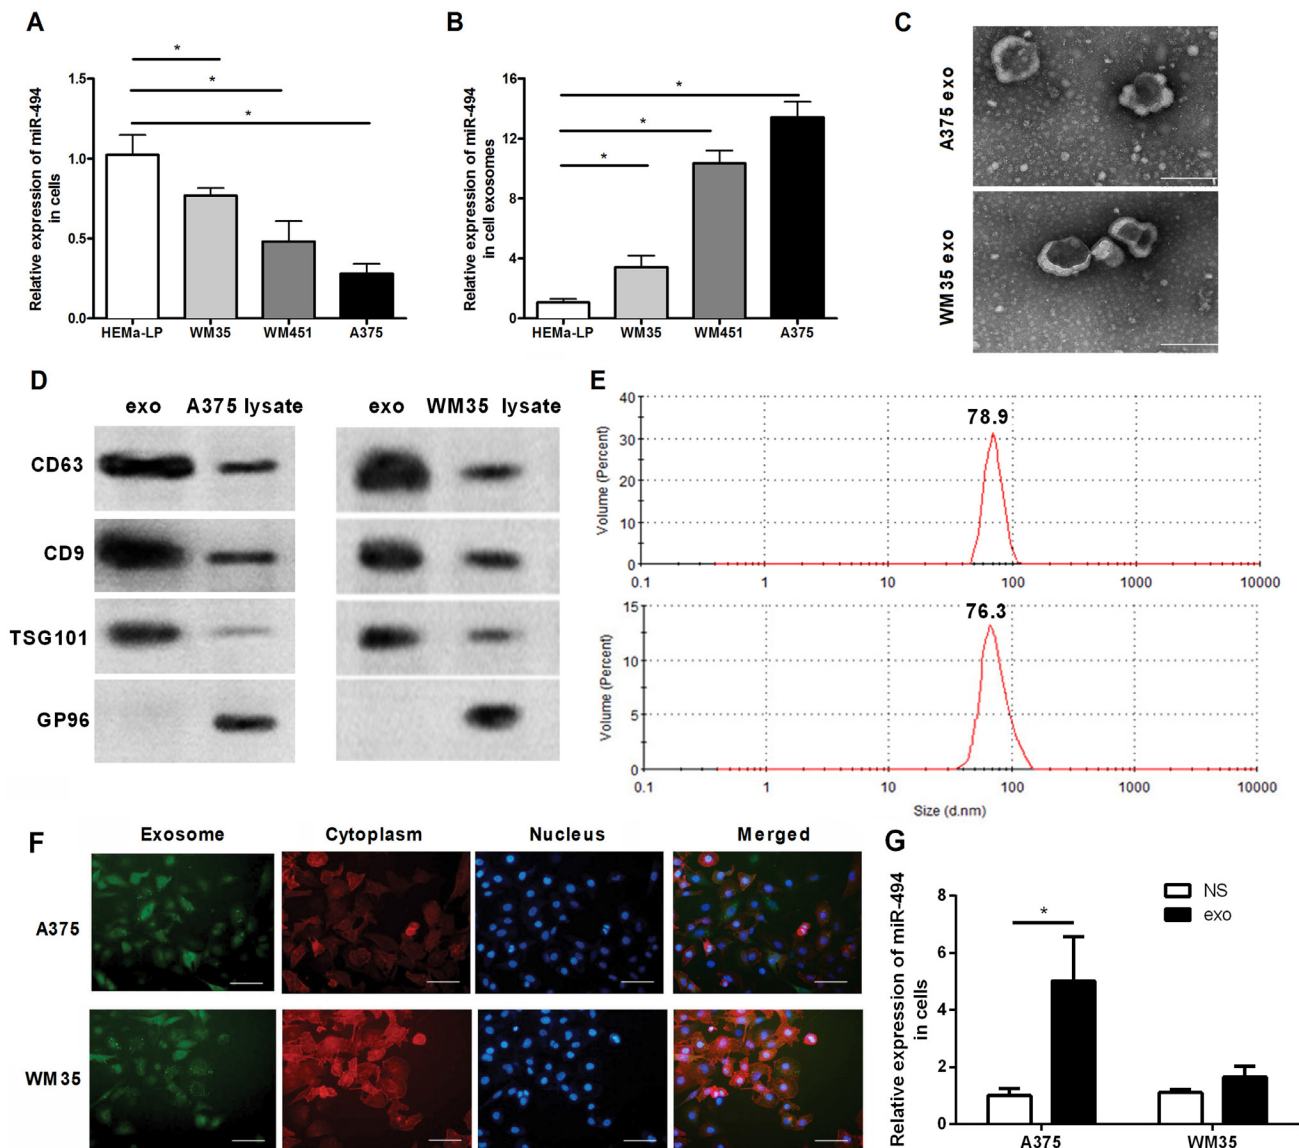 A
Relative expression of miR-494
in cells
1.5
1.0
0.5
0.0
*
*
*
HEMa-LP WM35 WM451 A375
B
Relative expression of miR-494
in cell exosomes
16
12
8
4
0
*
*
*
HEMa-LP WM35 WM451 A375
C
A375 exo
WM35 exo
D
exo A375 lysate
exo WM35 lysate
CD63
CD9
TSG101
GP96
E
Volume (Percent)
40
30
20
10
0
78.9
0.1 1 10 100 1000 10000
Volume (Percent)
15
10
5
0
76.3
0.1 1 10 100 1000 10000
Size (d.nm)
F
Exosome Cytoplasm Nucleus Merged
A375
WM35
G
Relative expression of miR-494
in cells
8
6
4
2
0
*
NS
exo
A375 WM35